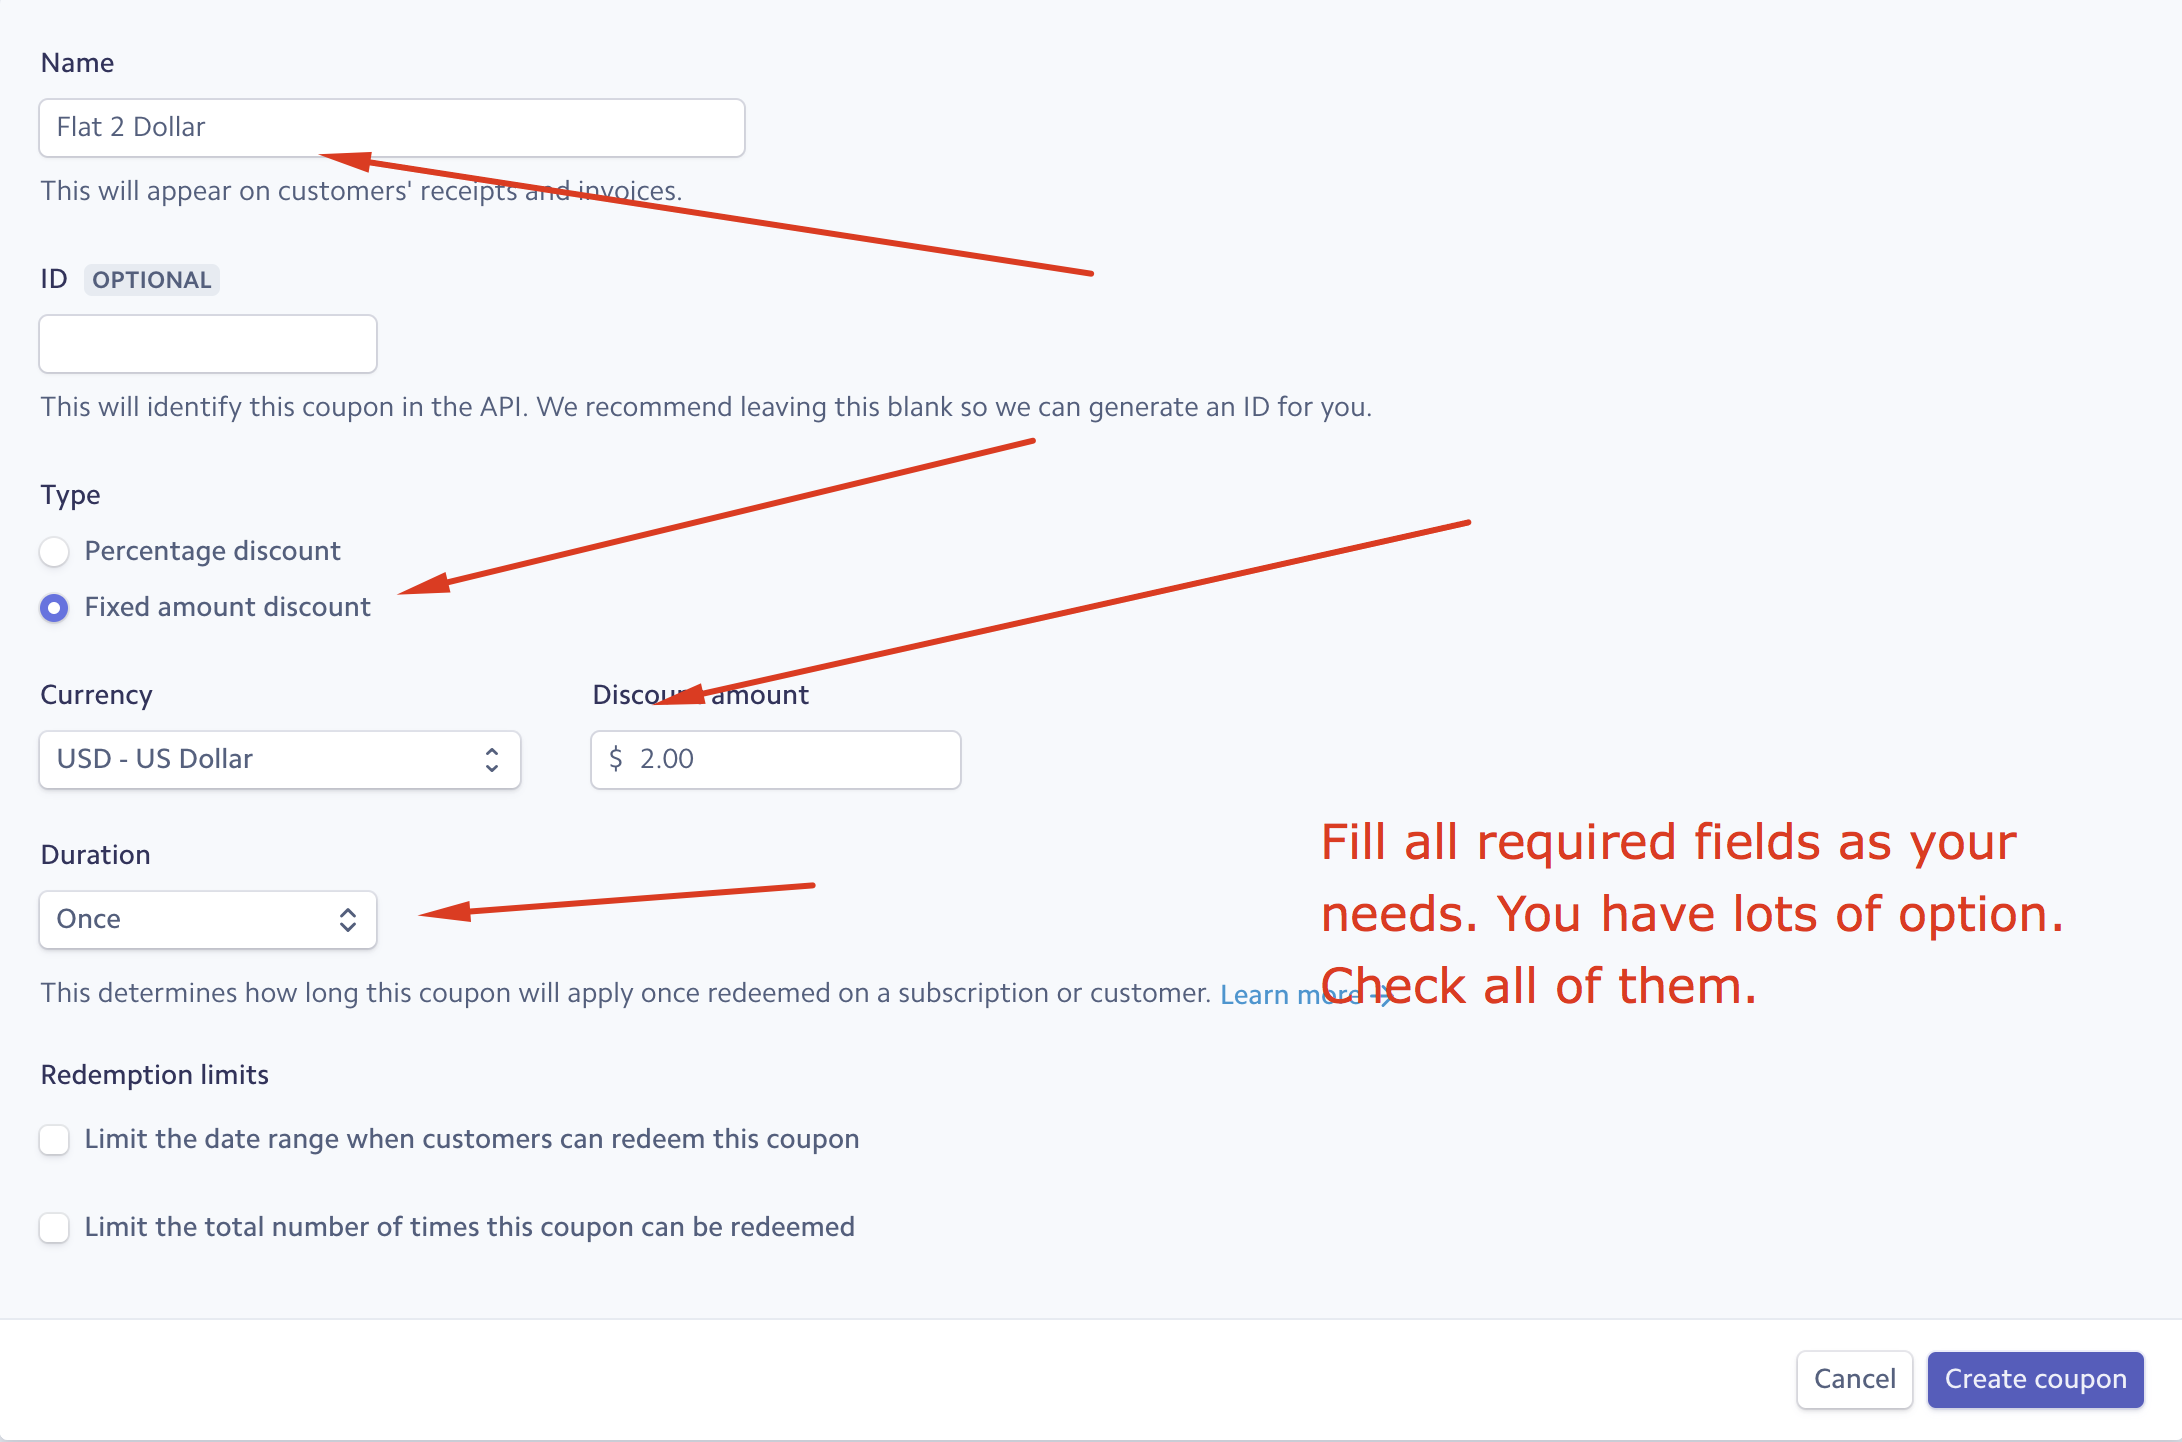 Name
Flat 2 Dollar
This will appear on customers' receipts and invoices.
ID OPTIONAL
This will identify this coupon in the API. We recommend leaving this blank so we can generate an ID for you.
Type
Percentage discount
Fixed amount discount
Currency
Discount amount
USD - US Dollar
$ 2.00
Duration
Once
This determines how long this coupon will apply once redeemed on a subscription or customer. Learn more →
Fill all required fields as your
needs. You have lots of option.
Check all of them.
Redemption limits
Limit the date range when customers can redeem this coupon
Limit the total number of times this coupon can be redeemed
Cancel
Create coupon